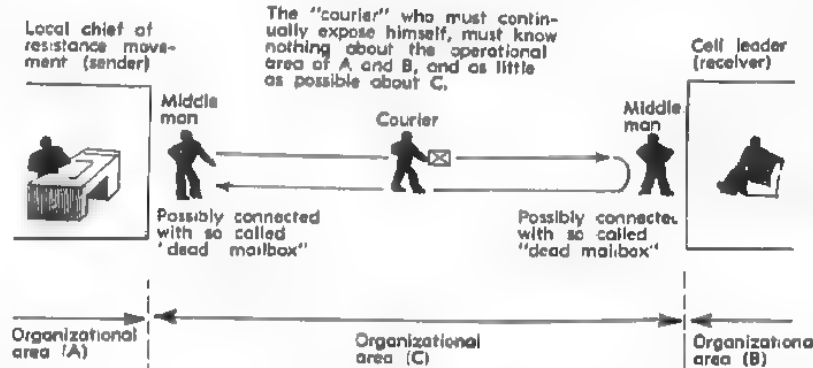 Local chief of
resistance move-
ment (sender)
The "courier" who must contin-
ually expose himself, must know
nothing about the operational
area of A and B, and as little
as possible about C.
Cell leader
(receiver)
Middle
man
Courier
Middle
man
Possibly connected
with so called
"dead mailbox"
Possibly connected
with so called
"dead mailbox"
Organizational
area (A)
Organizational
area (C)
Organizational
area (B)